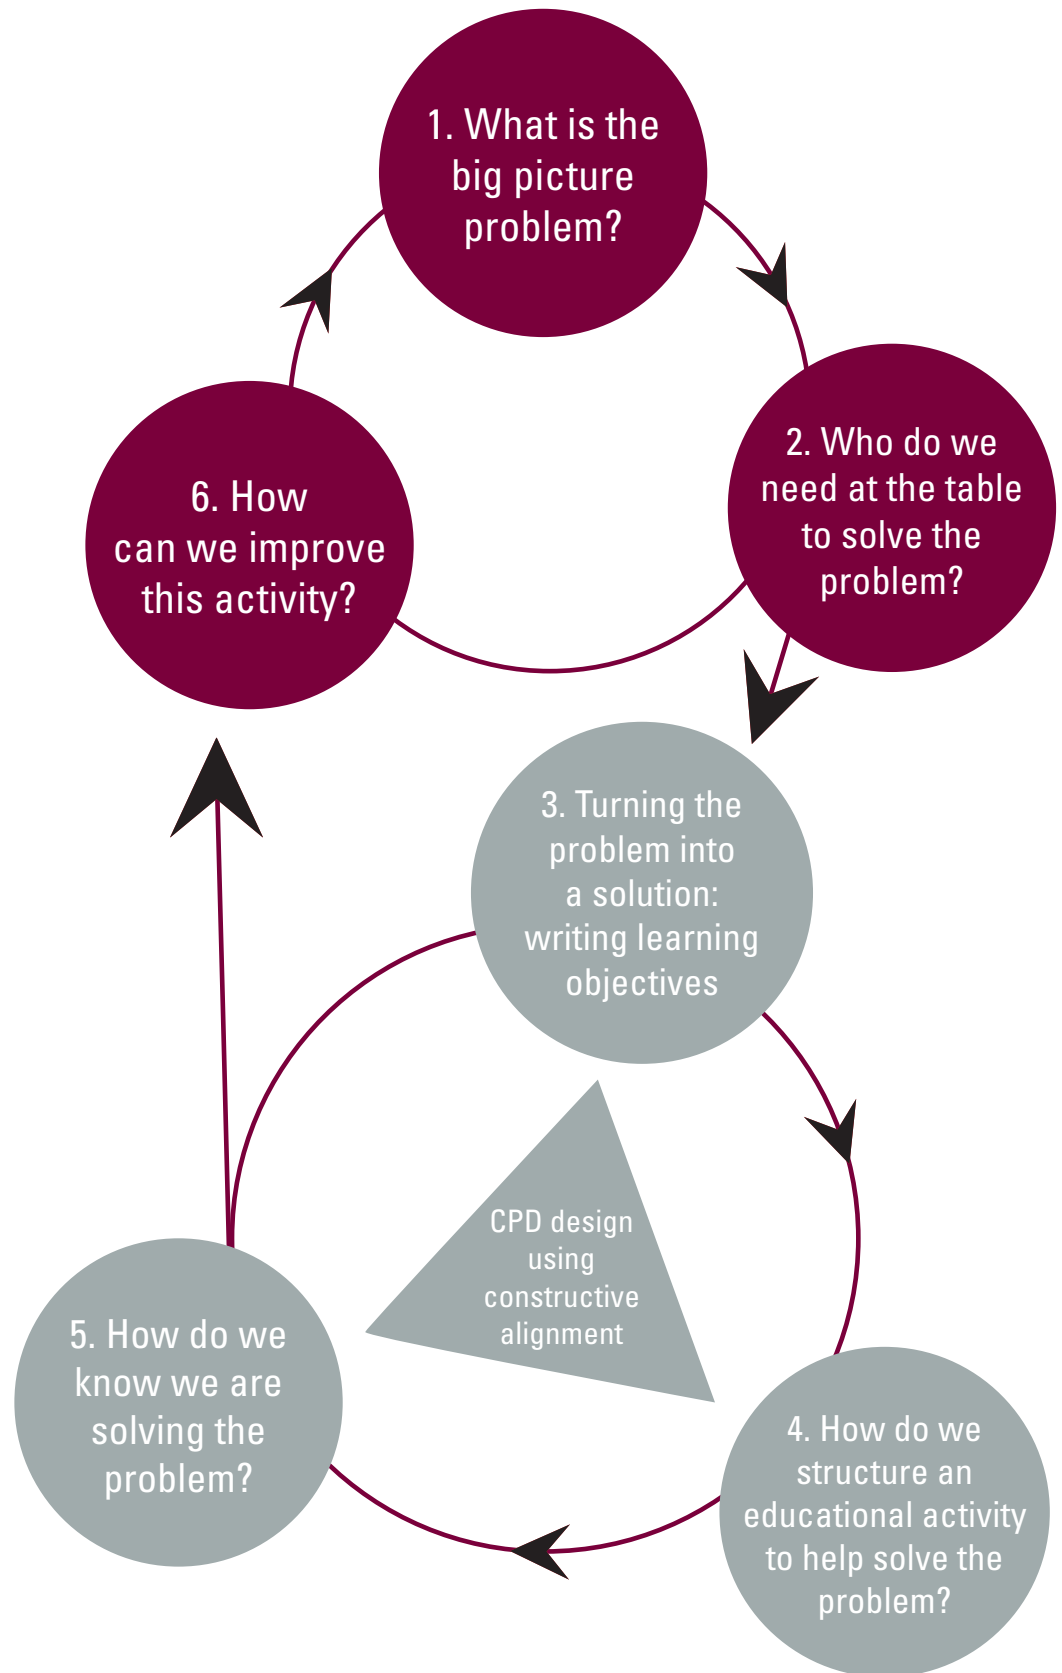 1. What is the
big picture
problem?
2. Who do we
need at the table
to solve the
problem?
6. How
can we improve
this activity?
3. Turning the
problem into
a solution:
writing learning
objectives
CPD design
using
constructive
alignment
5. How do we
know we are
solving the
problem?
4. How do we
structure an
educational activity
to help solve the
problem?